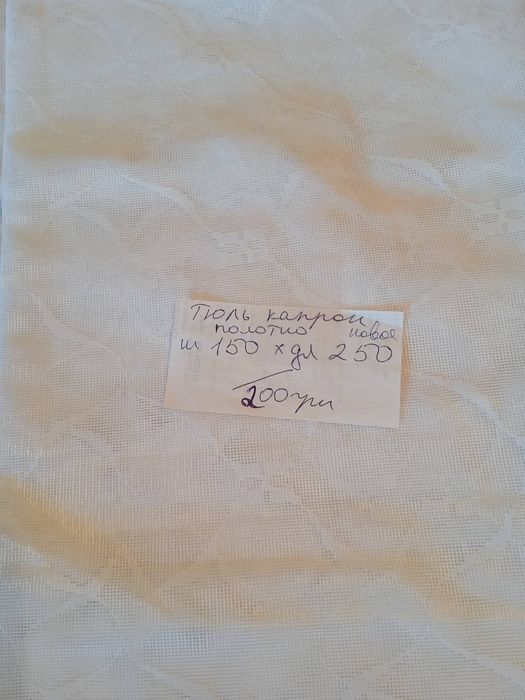 Тюль капрон
полотно новое
ш 150 х дл 250
200грн